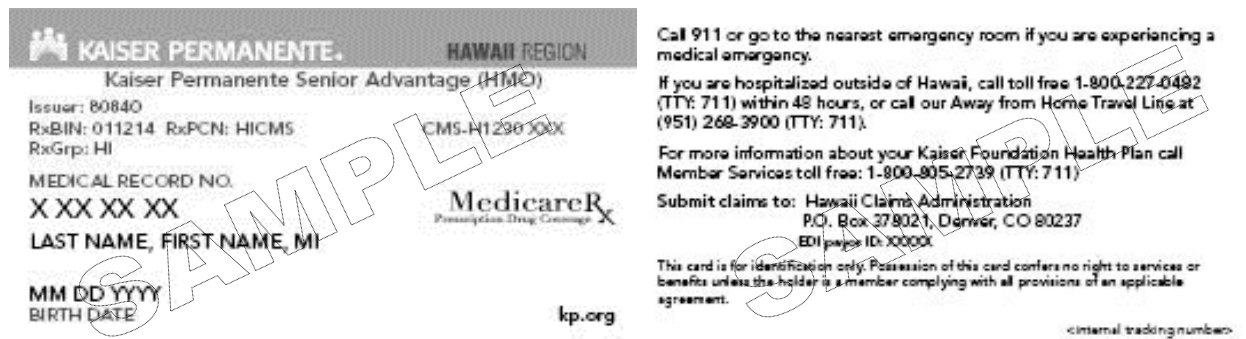 KAISER PERMANENTE®
HAWAII REGION
Kaiser Permanente Senior Advantage (HMO)
Issuer: 80840
RxBIN: 011214 RxPCN: HICMS
CMS-H1230 XXX
RxGrp: HI
MEDICAL RECORD NO.
X XX XX XX
MedicareRx
Prescription Drug Coverage
LAST NAME, FIRST NAME, MI
MM DD YYYY
BIRTH DATE
kp.org
SAMPLE
Call 911 or go to the nearest emergency room if you are experiencing a
medical emergency.
If you are hospitalized outside of Hawaii, call toll free 1-800-227-0482
(TTY: 711) within 48 hours, or call our Away from Home Travel Line at
(951) 268-3900 (TTY: 711).
For more information about your Kaiser Foundation Health Plan call
Member Services toll free: 1-800-805-2739 (TTY: 711)
Submit claims to: Hawaii Claims Administration
P.O. Box 378021, Denver, CO 80237
EDI payor ID: XXXXX
This card is for identification only. Possession of this card confers no right to services or
benefits unless the holder is a member complying with all provisions of an applicable
agreement.
<internal tracking number>
SAMPLE